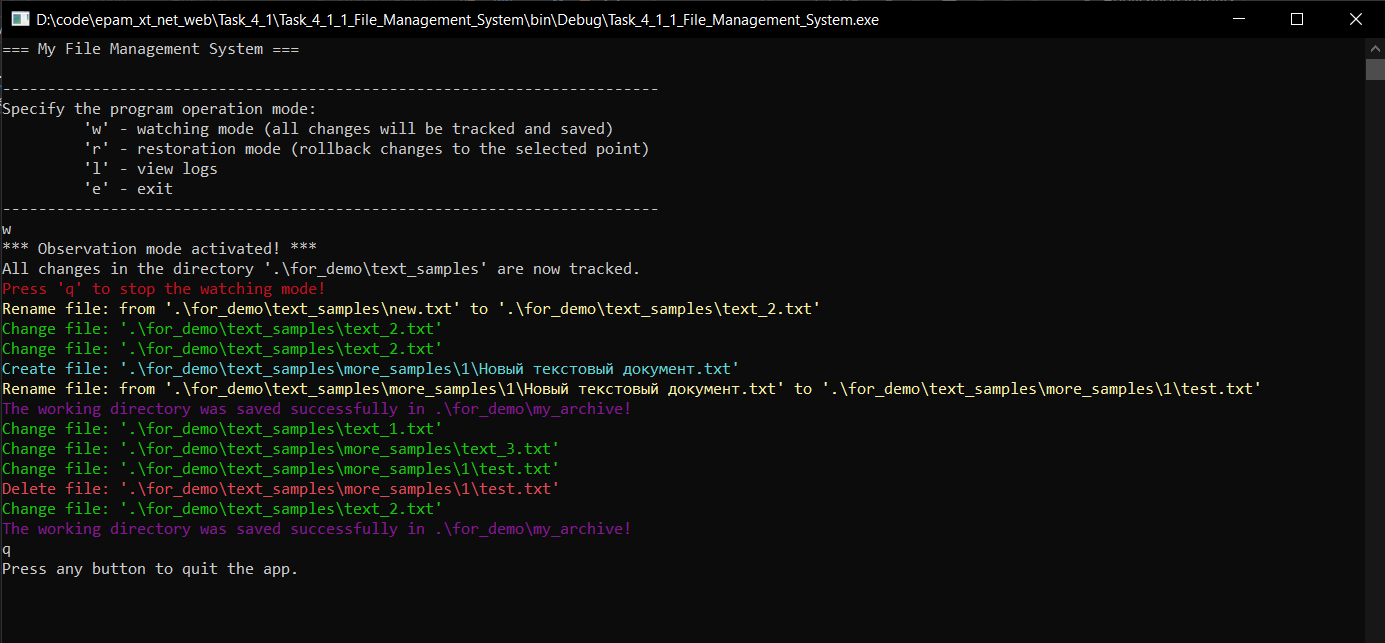 D:\code\epam_xt_net_web\Task_4_1\Task_4_1_1_File_Management_System\bin\Debug\Task_4_1_1_File_Management_System.exe
=== My File Management System ===
-------------------------------------------------------------------------
Specify the program operation mode:
'w' - watching mode (all changes will be tracked and saved)
'r' - restoration mode (rollback changes to the selected point)
'l' - view logs
'e' - exit
-------------------------------------------------------------------------
w
*** Observation mode activated! ***
All changes in the directory '.\for_demo\text_samples' are now tracked.
Press 'q' to stop the watching mode!
Rename file: from '.\for_demo\text_samples\new.txt' to '.\for_demo\text_samples\text_2.txt'
Change file: '.\for_demo\text_samples\text_2.txt'
Change file: '.\for_demo\text_samples\text_2.txt'
Create file: '.\for_demo\text_samples\more_samples\1\Новый текстовый документ.txt'
Rename file: from '.\for_demo\text_samples\more_samples\1\Новый текстовый документ.txt' to '.\for_demo\text_samples\more_samples\1\test.txt'
The working directory was saved successfully in .\for_demo\my_archive!
Change file: '.\for_demo\text_samples\text_1.txt'
Change file: '.\for_demo\text_samples\more_samples\text_3.txt'
Change file: '.\for_demo\text_samples\more_samples\1\test.txt'
Delete file: '.\for_demo\text_samples\more_samples\1\test.txt'
Change file: '.\for_demo\text_samples\text_2.txt'
The working directory was saved successfully in .\for_demo\my_archive!
q
Press any button to quit the app.